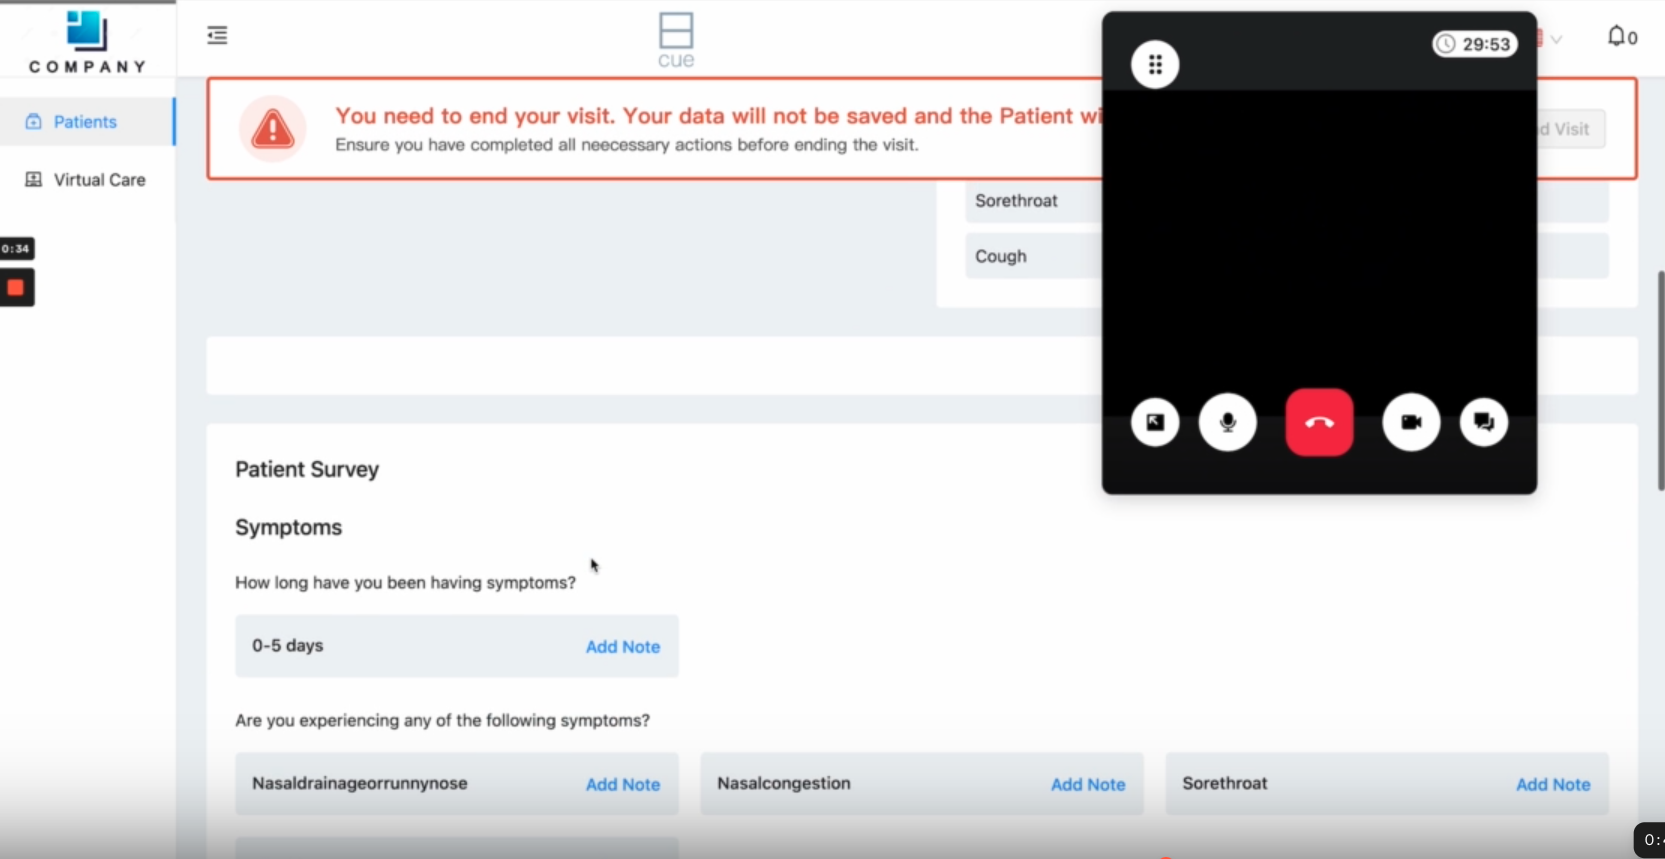 COMPANY
cue
29:53
0
You need to end your visit. Your data will not be saved and the Patient
Ensure you have completed all neecessary actions before ending the visit.
Visit
Patients
Virtual Care
0:34
Sorethroat
Cough
Patient Survey
Symptoms
How long have you been having symptoms?
0-5 days
Add Note
Are you experiencing any of the following symptoms?
Nasaldrainageorrunnynose
Add Note
Nasalcongestion
Add Note
Sorethroat
Add Note